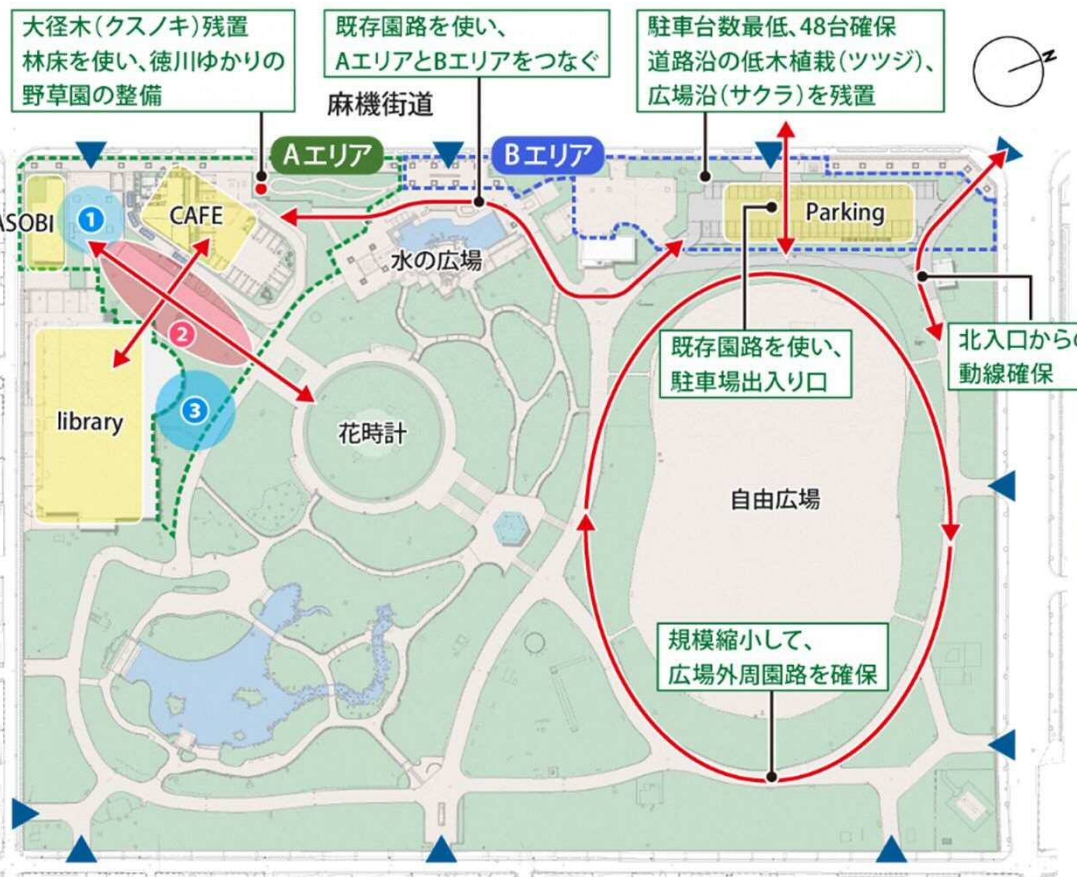 大径木（クスノキ）残置
林床を使い、徳川ゆかりの
野草園の整備
既存園路を使い、
AエリアとBエリアをつなぐ
駐車台数最低、48台確保
道路沿の低木植栽（ツツジ）、
広場沿（サクラ）を残置
N
麻機街道
Aエリア
Bエリア
ASOBI
1
CAFE
水の広場
Parking
2
既存園路を使い、
駐車場出入り口
北入口からの
動線確保
library
3
花時計
自由広場
規模縮小して、
広場外周園路を確保